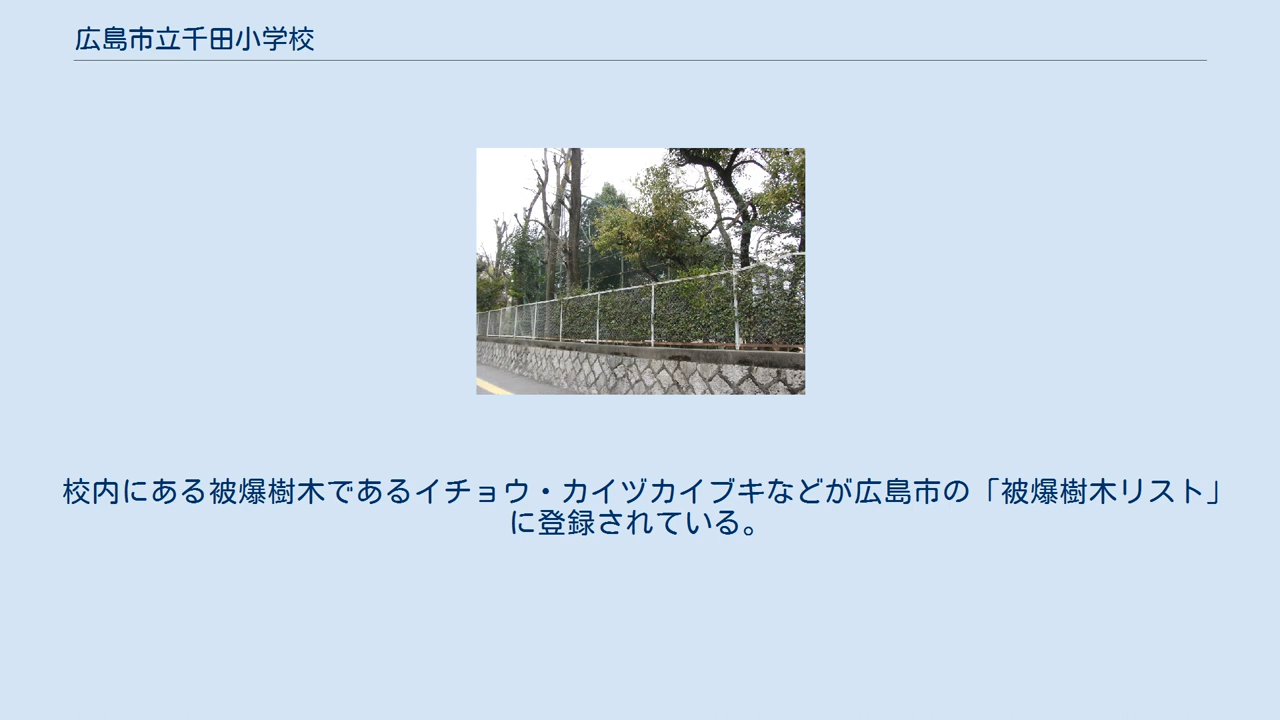 広島市立千田小学校
校内にある被爆樹木であるイチョウ・カイヅカイブキなどが広島市の「被爆樹木リスト」
に登録されている。